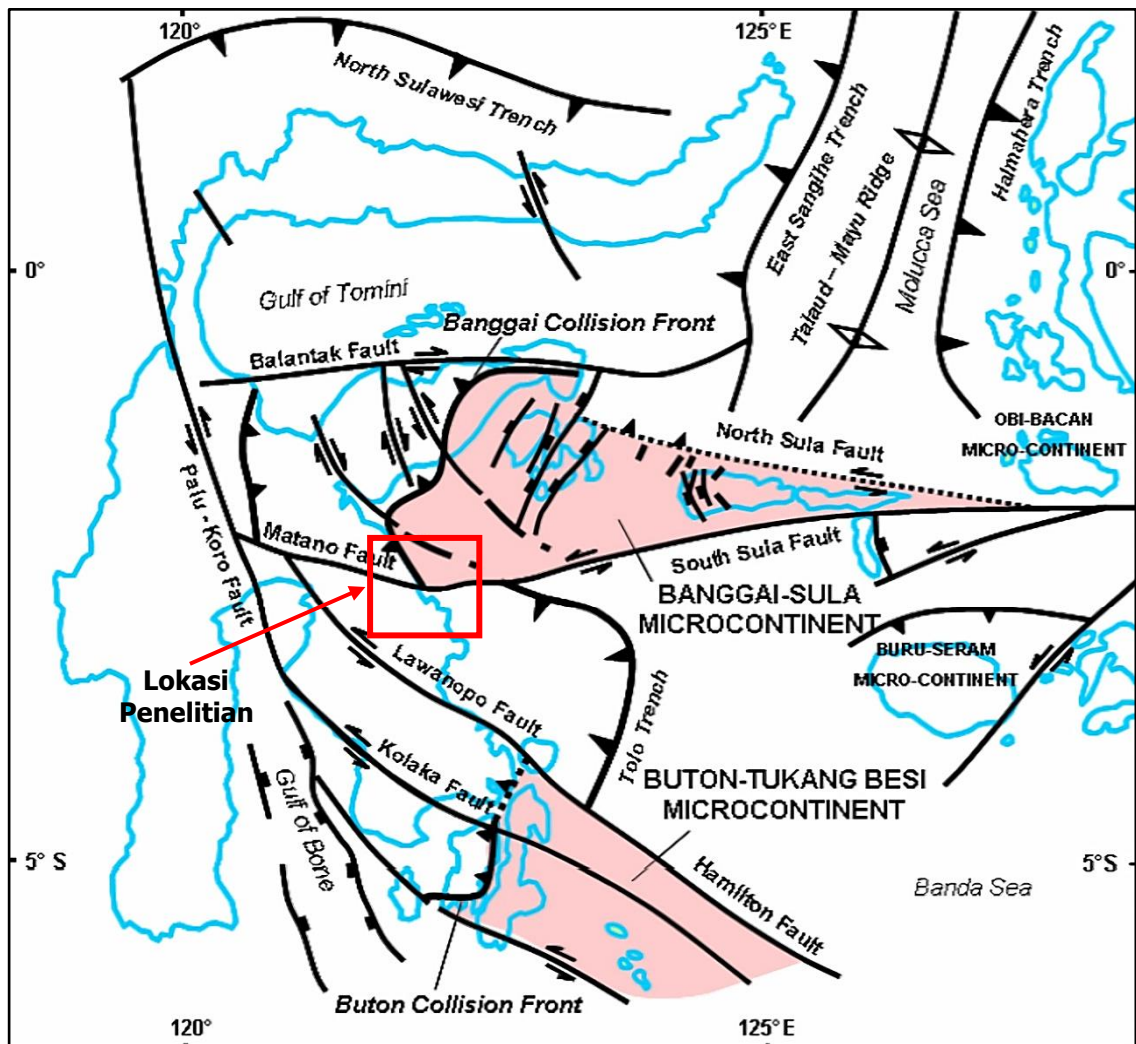 120°
125°E
North Sulawesi Trench
East Sangihe Trench
Talaud – Mayu Ridge
Molucca Sea
Halmahera Trench
0°
0°
Gulf of Tomini
Banggai Collision Front
Balantak Fault
OBI-BACAN
MICRO-CONTINENT
North Sula Fault
Palu - Koro Fault
Matano Fault
South Sula Fault
BANGGAI-SULA
MICROCONTINENT
BURU-SERAM
MICRO-CONTINENT
Lokasi
Penelitian
Lawanopo Fault
Tolo Trench
Kolaka Fault
Gulf of Bone
BUTON-TUKANG BESI
MICROCONTINENT
5° S
5°S
Hamilton Fault
Banda Sea
Buton Collision Front
120°
125°E